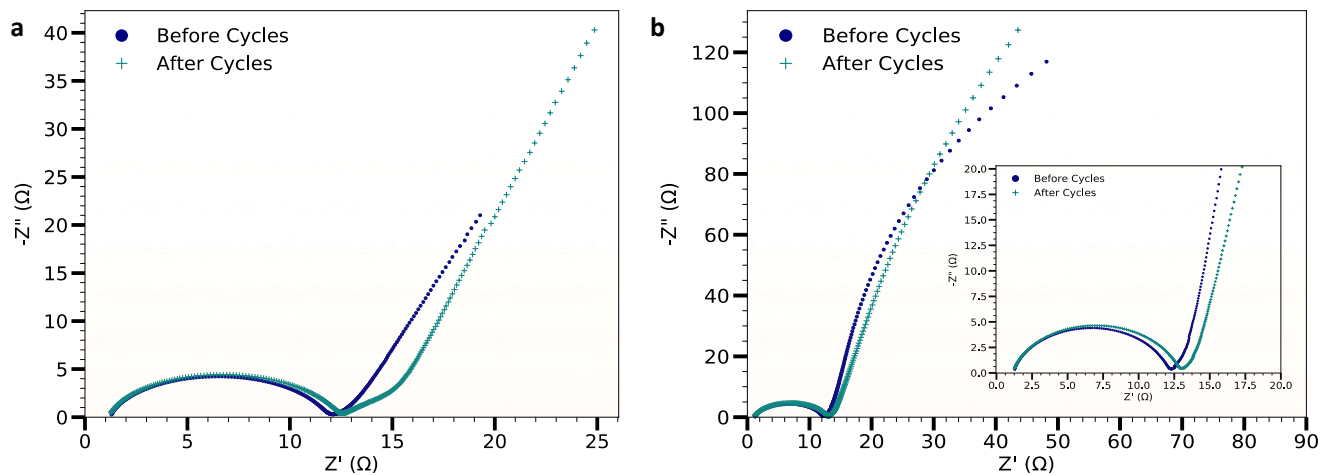 a
Before Cycles
After Cycles
40
35
30
25
20
15
10
5
0
-Z'' (Ω)
0 5 10 15 20 25
Z' (Ω)
b
Before Cycles
After Cycles
120
100
80
60
40
20
0
-Z'' (Ω)
0 10 20 30 40 50 60 70 80 90
Z' (Ω)
Before Cycles
After Cycles
20.0
17.5
15.0
12.5
10.0
7.5
5.0
2.5
0.0
-Z'' (Ω)
0.0 2.5 5.0 7.5 10.0 12.5 15.0 17.5 20.0
Z' (Ω)